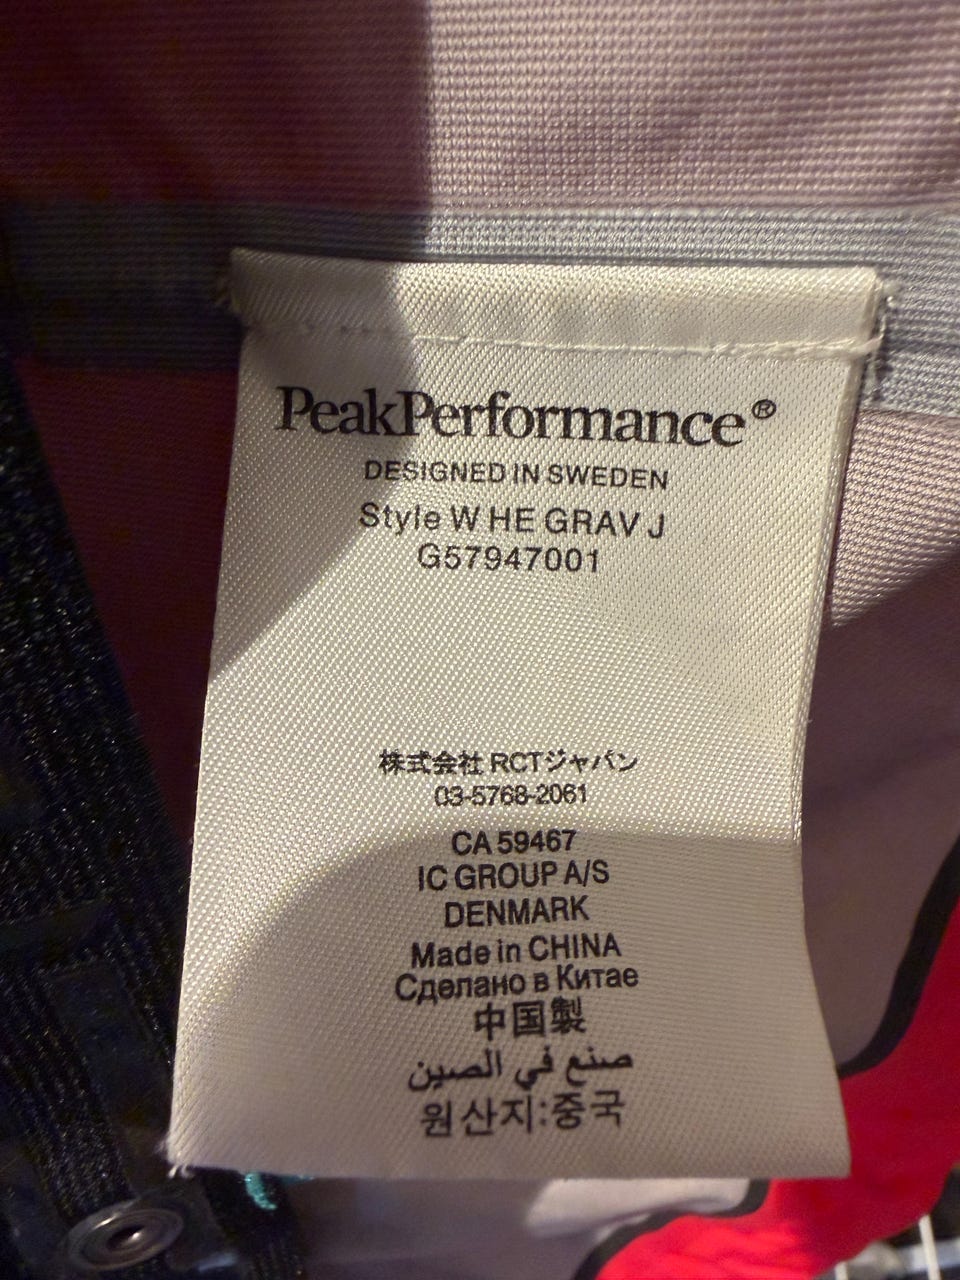 PeakPerformance®
DESIGNED IN SWEDEN
Style W HE GRAV J
G57947001
株式会社 RCTジャパン
03-5768-2061
CA 59467
IC GROUP A/S
DENMARK
Made in CHINA
Сделано в Китае
中国製
صنع في الصين
원산지:중국